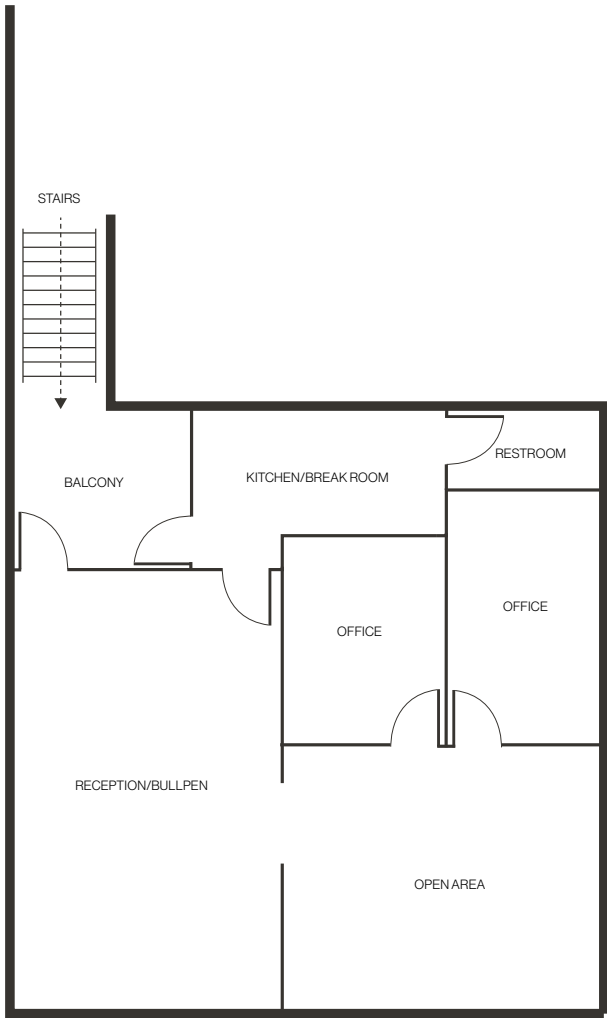 STAIRS
RESTROOM
BALCONY
KITCHEN/BREAK ROOM
OFFICE
OFFICE
RECEPTION/BULLPEN
OPEN AREA